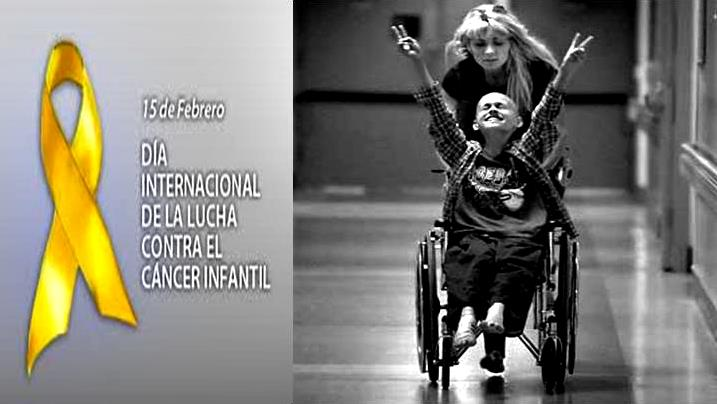 15 de Febrero
DÍA
INTERNACIONAL
DE LA LUCHA
CONTRA EL
CÁNCER INFANTIL